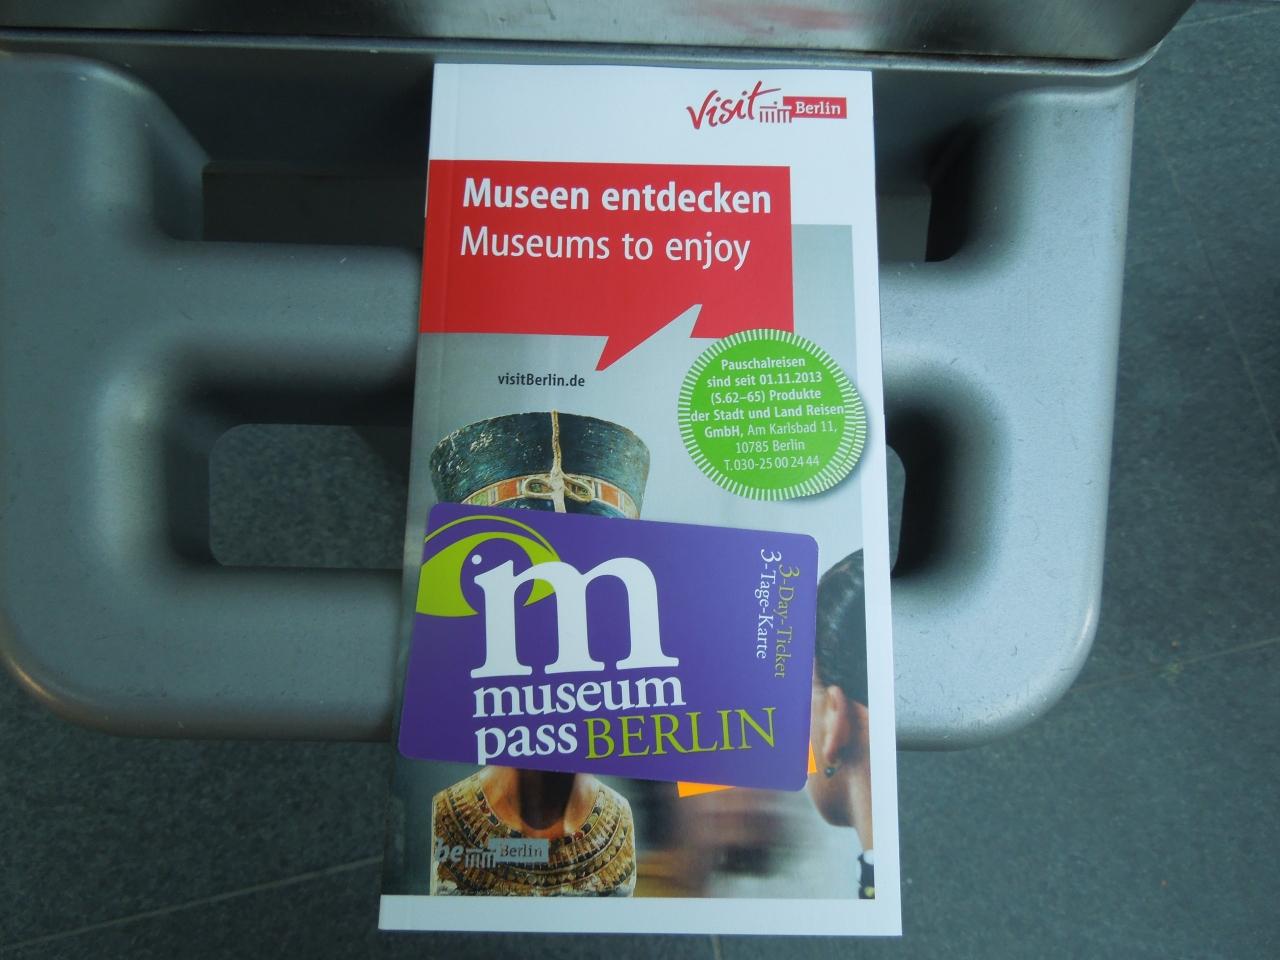 Visit Berlin
Museen entdecken
Museums to enjoy
visitBerlin.de
Pauschalreisen
sind seit 01.11.2013
(S.62–65) Produkte
der Stadt und Land Reisen
GmbH, Am Karlsbad 11,
10785 Berlin
T. 030-25 00 24 44
3-Day-Ticket
3-Tage-Karte
m
museum
pass BERLIN
be Berlin